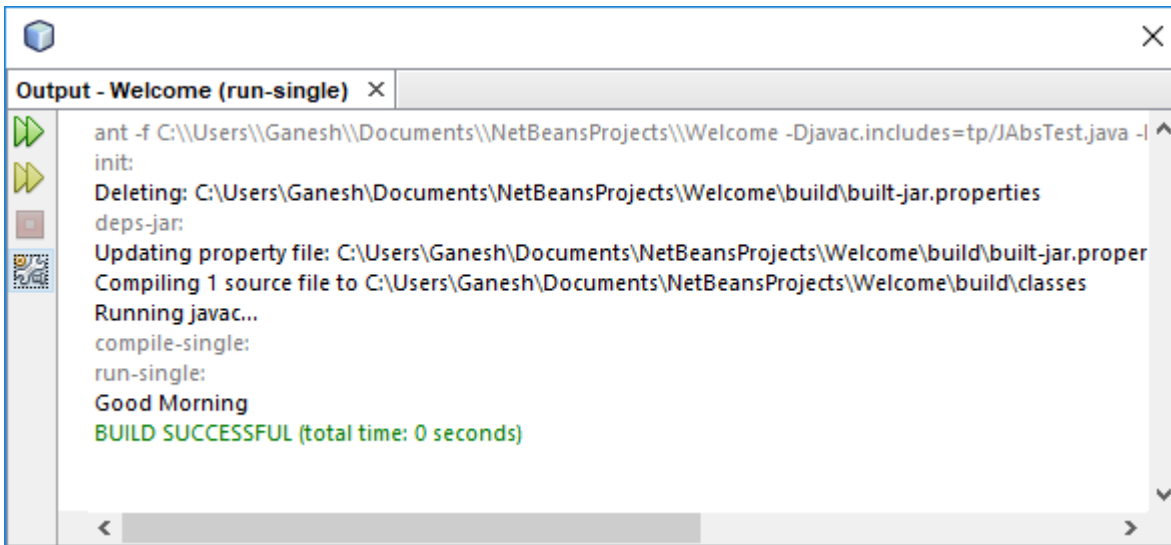 Output - Welcome (run-single)
ant -f C:\\Users\\Ganesh\\Documents\\NetBeansProjects\\Welcome -Djavac.includes=tp/JAbsTest.java
init:
Deleting: C:\Users\Ganesh\Documents\NetBeansProjects\Welcome\build\built-jar.properties
deps-jar:
Updating property file: C:\Users\Ganesh\Documents\NetBeansProjects\Welcome\build\built-jar.proper
Compiling 1 source file to C:\Users\Ganesh\Documents\NetBeansProjects\Welcome\build\classes
Running javac...
compile-single:
run-single:
Good Morning
BUILD SUCCESSFUL (total time: 0 seconds)